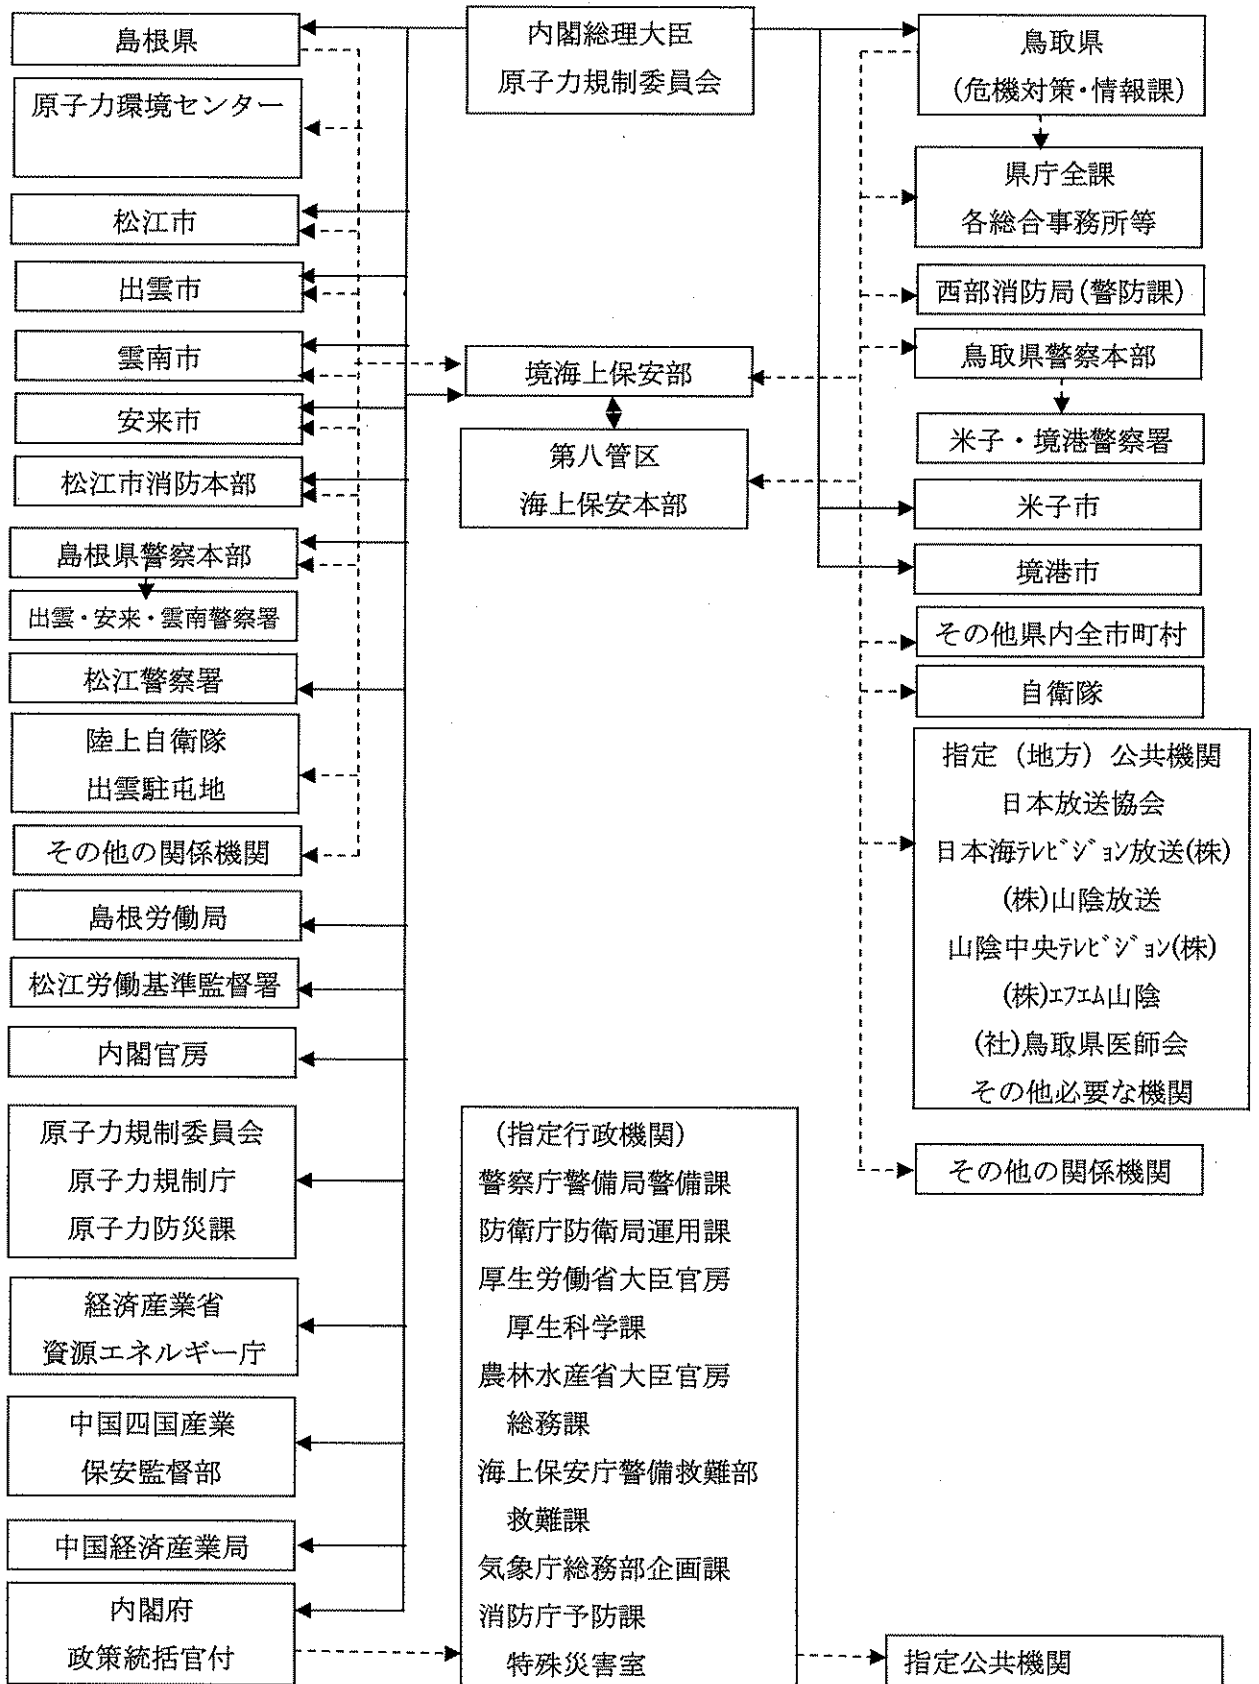 島根県
原子力環境センター
松江市
出雲市
雲南市
安来市
松江市消防本部
島根県警察本部
出雲・安来・雲南警察署
松江警察署
陸上自衛隊
出雲駐屯地
その他の関係機関
島根労働局
松江労働基準監督署
内閣官房
原子力規制委員会
原子力規制庁
原子力防災課
経済産業省
資源エネルギー庁
中国四国産業
保安監督部
中国経済産業局
内閣府
政策統括官付
内閣総理大臣
原子力規制委員会
境海上保安部
第八管区
海上保安本部
(指定行政機関)
警察庁警備局警備課
防衛庁防衛局運用課
厚生労働省大臣官房
厚生科学課
農林水産省大臣官房
総務課
海上保安庁警備救難部
救難課
気象庁総務部企画課
消防庁予防課
特殊災害室
鳥取県
(危機対策・情報課)
県庁全課
各総合事務所等
西部消防局(警防課)
鳥取県警察本部
米子・境港警察署
米子市
境港市
その他県内全市町村
自衛隊
指定（地方）公共機関
日本放送協会
日本海ﾃﾚﾋﾞｼﾞｮﾝ放送(株)
(株)山陰放送
山陰中央ﾃﾚﾋﾞｼﾞｮﾝ(株)
(株)ｴﾌｴﾑ山陰
(社)鳥取県医師会
その他必要な機関
その他の関係機関
指定公共機関